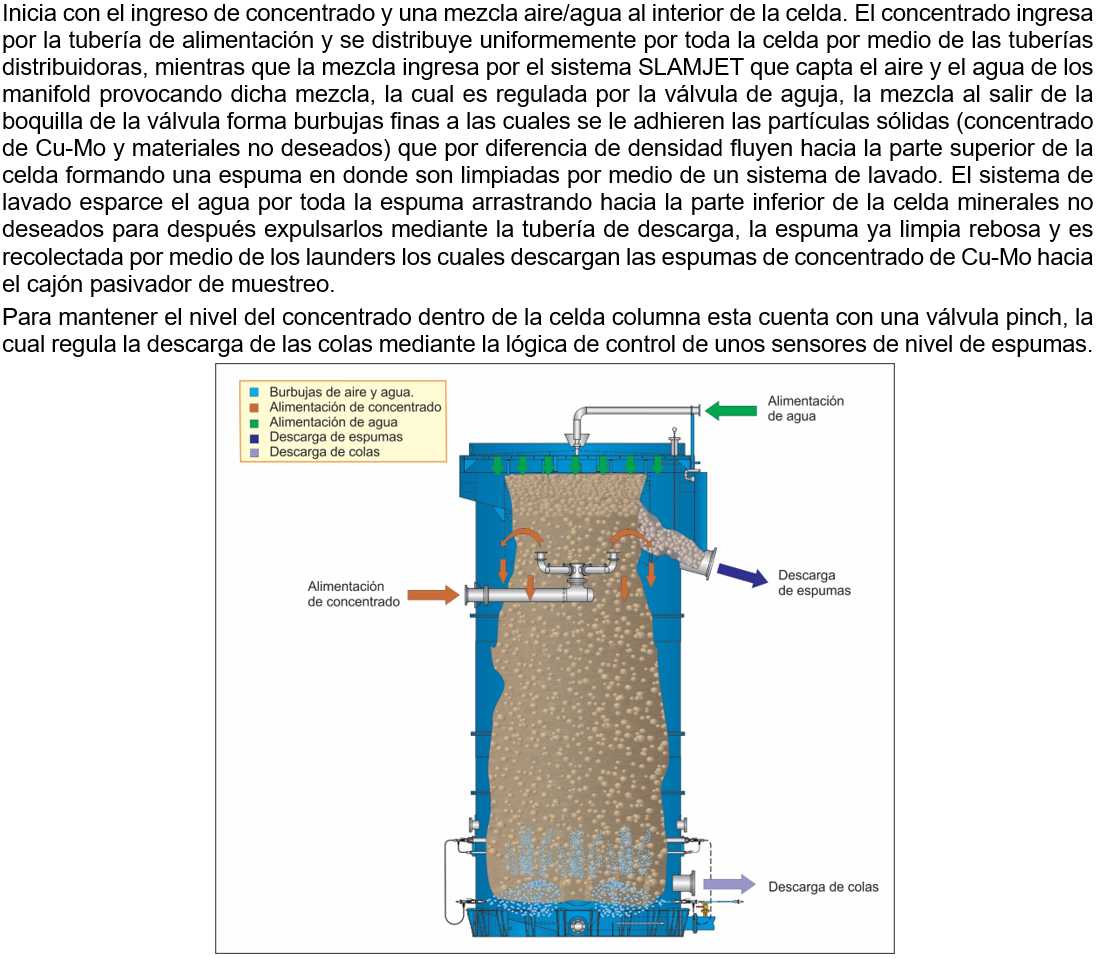 Inicia con el ingreso de concentrado y una mezcla aire/agua al interior de la celda. El concentrado ingresa
por la tubería de alimentación y se distribuye uniformemente por toda la celda por medio de las tuberías
distribuidoras, mientras que la mezcla ingresa por el sistema SLAMJET que capta el aire y el agua de los
manifold provocando dicha mezcla, la cual es regulada por la válvula de aguja, la mezcla al salir de la
boquilla de la válvula forma burbujas finas a las cuales se le adhieren las partículas sólidas (concentrado
de Cu-Mo y materiales no deseados) que por diferencia de densidad fluyen hacia la parte superior de la
celda formando una espuma en donde son limpiadas por medio de un sistema de lavado. El sistema de
lavado esparce el agua por toda la espuma arrastrando hacia la parte inferior de la celda minerales no
deseados para después expulsarlos mediante la tubería de descarga, la espuma ya limpia rebosa y es
recolectada por medio de los launders los cuales descargan las espumas de concentrado de Cu-Mo hacia
el cajón pasivador de muestreo.
Para mantener el nivel del concentrado dentro de la celda columna esta cuenta con una válvula pinch, la
cual regula la descarga de las colas mediante la lógica de control de unos sensores de nivel de espumas.
Burbujas de aire y agua.
Alimentación de concentrado
Alimentación de agua
Descarga de espumas
Descarga de colas
Alimentación
de agua
Alimentación
de concentrado
Descarga
de espumas
Descarga de colas